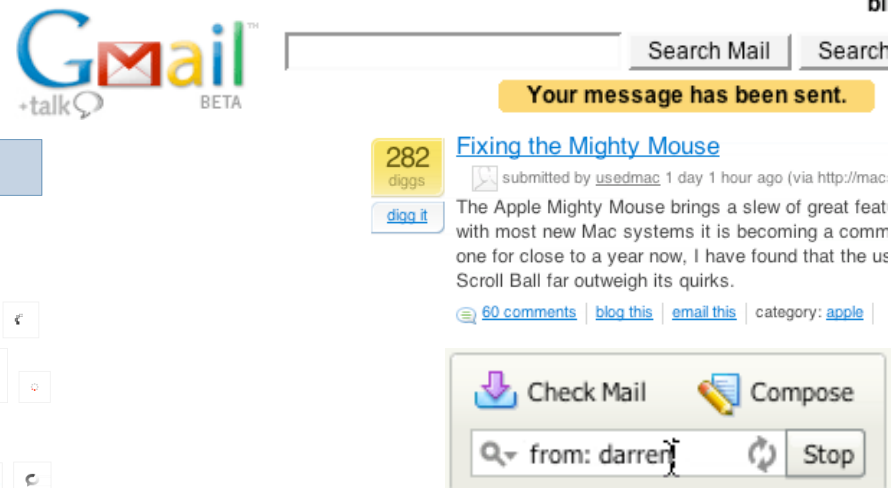 bl
Gmail™
+talk BETA
Search Mail Search
Your message has been sent.
282
diggs
digg it
Fixing the Mighty Mouse
submitted by usedmac 1 day 1 hour ago (via http://mac
The Apple Mighty Mouse brings a slew of great feat
with most new Mac systems it is becoming a comm
one for close to a year now, I have found that the us
Scroll Ball far outweigh its quirks.
60 comments blog this email this category: apple
Check Mail Compose
from: darren Stop